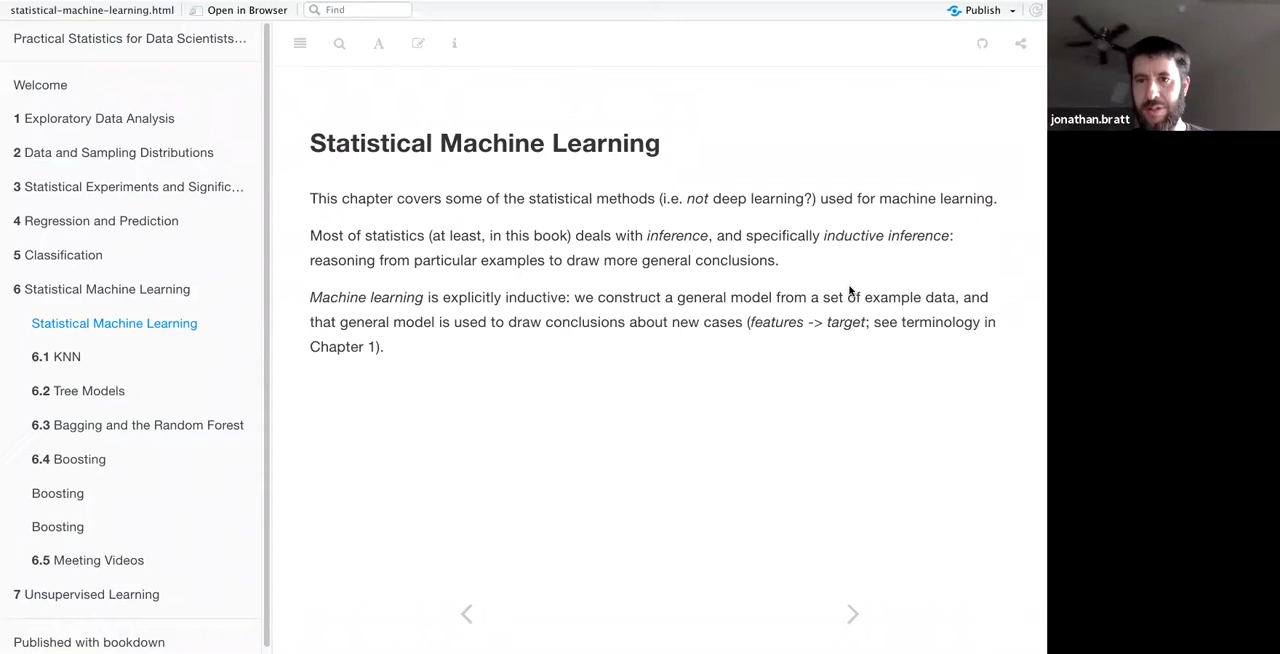 statistical-machine-learning.html
Open in Browser
Find
Publish
Practical Statistics for Data Scientists...
Welcome
1 Exploratory Data Analysis
2 Data and Sampling Distributions
3 Statistical Experiments and Signific...
4 Regression and Prediction
5 Classification
6 Statistical Machine Learning
Statistical Machine Learning
6.1 KNN
6.2 Tree Models
6.3 Bagging and the Random Forest
6.4 Boosting
Boosting
Boosting
6.5 Meeting Videos
7 Unsupervised Learning
Published with bookdown
A
i
Statistical Machine Learning
This chapter covers some of the statistical methods (i.e. not deep learning?) used for machine learning.
Most of statistics (at least, in this book) deals with inference, and specifically inductive inference:
reasoning from particular examples to draw more general conclusions.
Machine learning is explicitly inductive: we construct a general model from a set of example data, and
that general model is used to draw conclusions about new cases (features -> target; see terminology in
Chapter 1).
jonathan.bratt